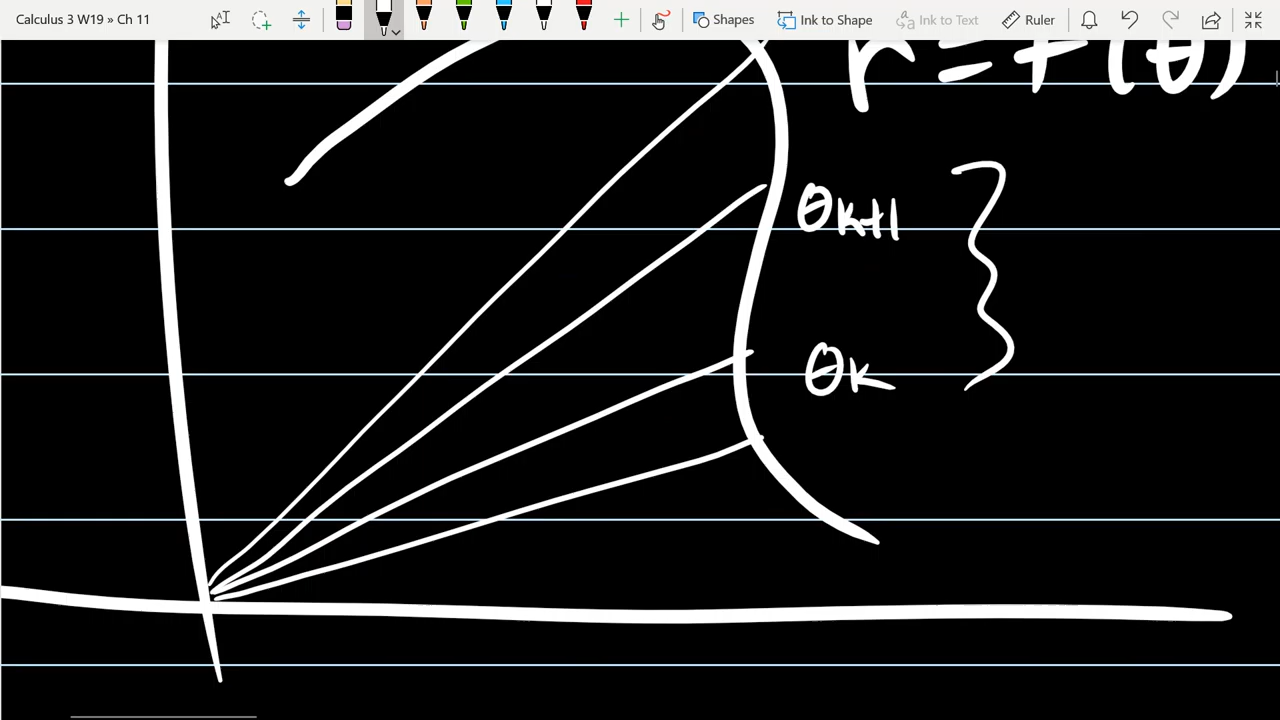 Calculus 3 W19 » Ch 11
Shapes
Ink to Shape
Ink to Text
Ruler
r = f(θ)
θk+1
θk